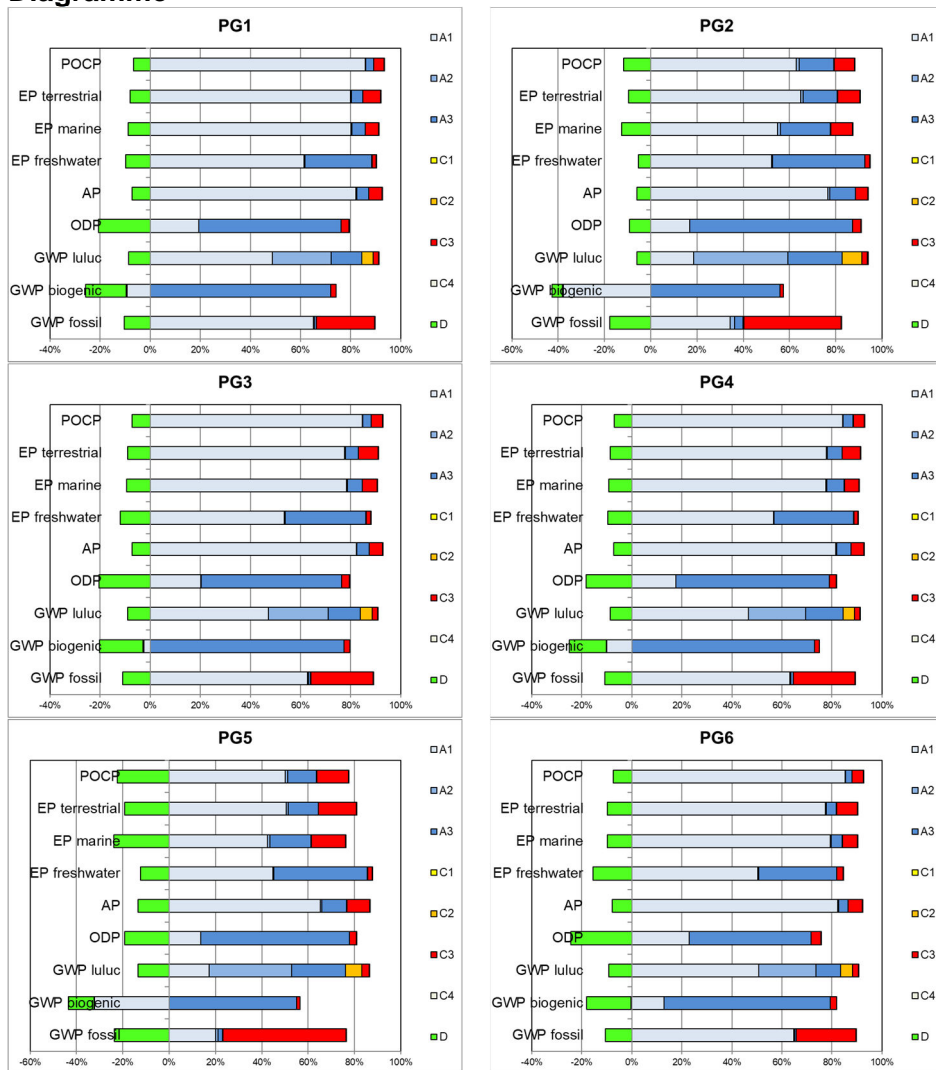 Diagramme
PG1
POCP
EP terrestrial
EP marine
EP freshwater
AP
ODP
GWP luluc
GWP biogenic
GWP fossil
-40% -20% 0% 20% 40% 60% 80% 100%
A1
A2
A3
C1
C2
C3
C4
D
PG2
POCP
EP terrestrial
EP marine
EP freshwater
AP
ODP
GWP luluc
GWP biogenic
GWP fossil
-60% -40% -20% 0% 20% 40% 60% 80% 100%
A1
A2
A3
C1
C2
C3
C4
D
PG3
POCP
EP terrestrial
EP marine
EP freshwater
AP
ODP
GWP luluc
GWP biogenic
GWP fossil
-40% -20% 0% 20% 40% 60% 80% 100%
A1
A2
A3
C1
C2
C3
C4
D
PG4
POCP
EP terrestrial
EP marine
EP freshwater
AP
ODP
GWP luluc
GWP biogenic
GWP fossil
-40% -20% 0% 20% 40% 60% 80% 100%
A1
A2
A3
C1
C2
C3
C4
D
PG5
POCP
EP terrestrial
EP marine
EP freshwater
AP
ODP
GWP luluc
GWP biogenic
GWP fossil
-60% -40% -20% 0% 20% 40% 60% 80% 100%
A1
A2
A3
C1
C2
C3
C4
D
PG6
POCP
EP terrestrial
EP marine
EP freshwater
AP
ODP
GWP luluc
GWP biogenic
GWP fossil
-40% -20% 0% 20% 40% 60% 80% 100%
A1
A2
A3
C1
C2
C3
C4
D